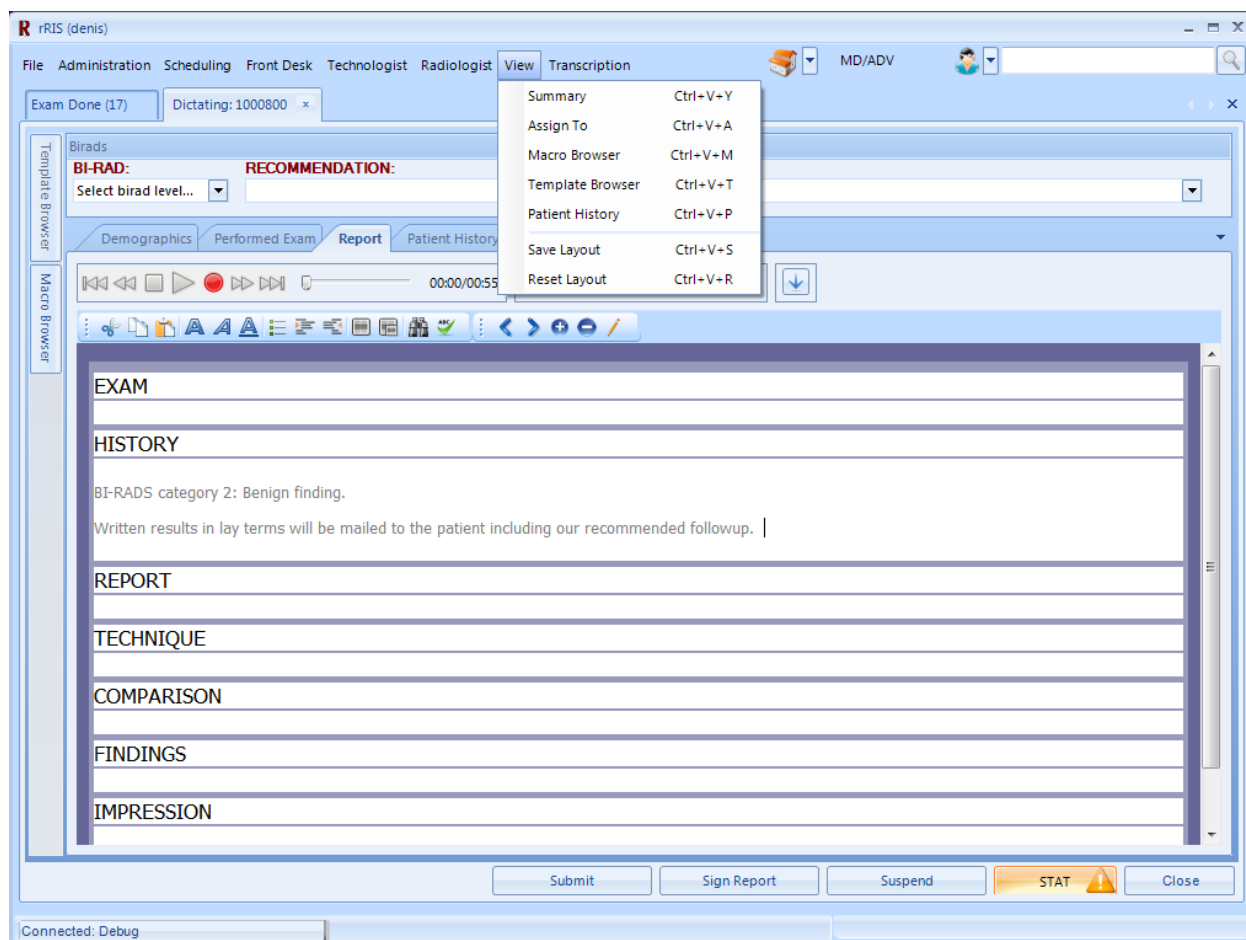 R rRIS (denis)
File Administration Scheduling Front Desk Technologist Radiologist View Transcription MD/ADV
Exam Done (17) Dictating: 1000800 x
Summary Ctrl+V+Y
Assign To Ctrl+V+A
Macro Browser Ctrl+V+M
Template Browser Ctrl+V+T
Patient History Ctrl+V+P
Save Layout Ctrl+V+S
Reset Layout Ctrl+V+R
Template Browser
Macro Browser
Birads
BI-RAD: RECOMMENDATION:
Select birad level...
Demographics Performed Exam Report Patient History
00:00/00:55
EXAM
HISTORY
BI-RADS category 2: Benign finding.
Written results in lay terms will be mailed to the patient including our recommended followup.
REPORT
TECHNIQUE
COMPARISON
FINDINGS
IMPRESSION
Submit Sign Report Suspend STAT Close
Connected: Debug